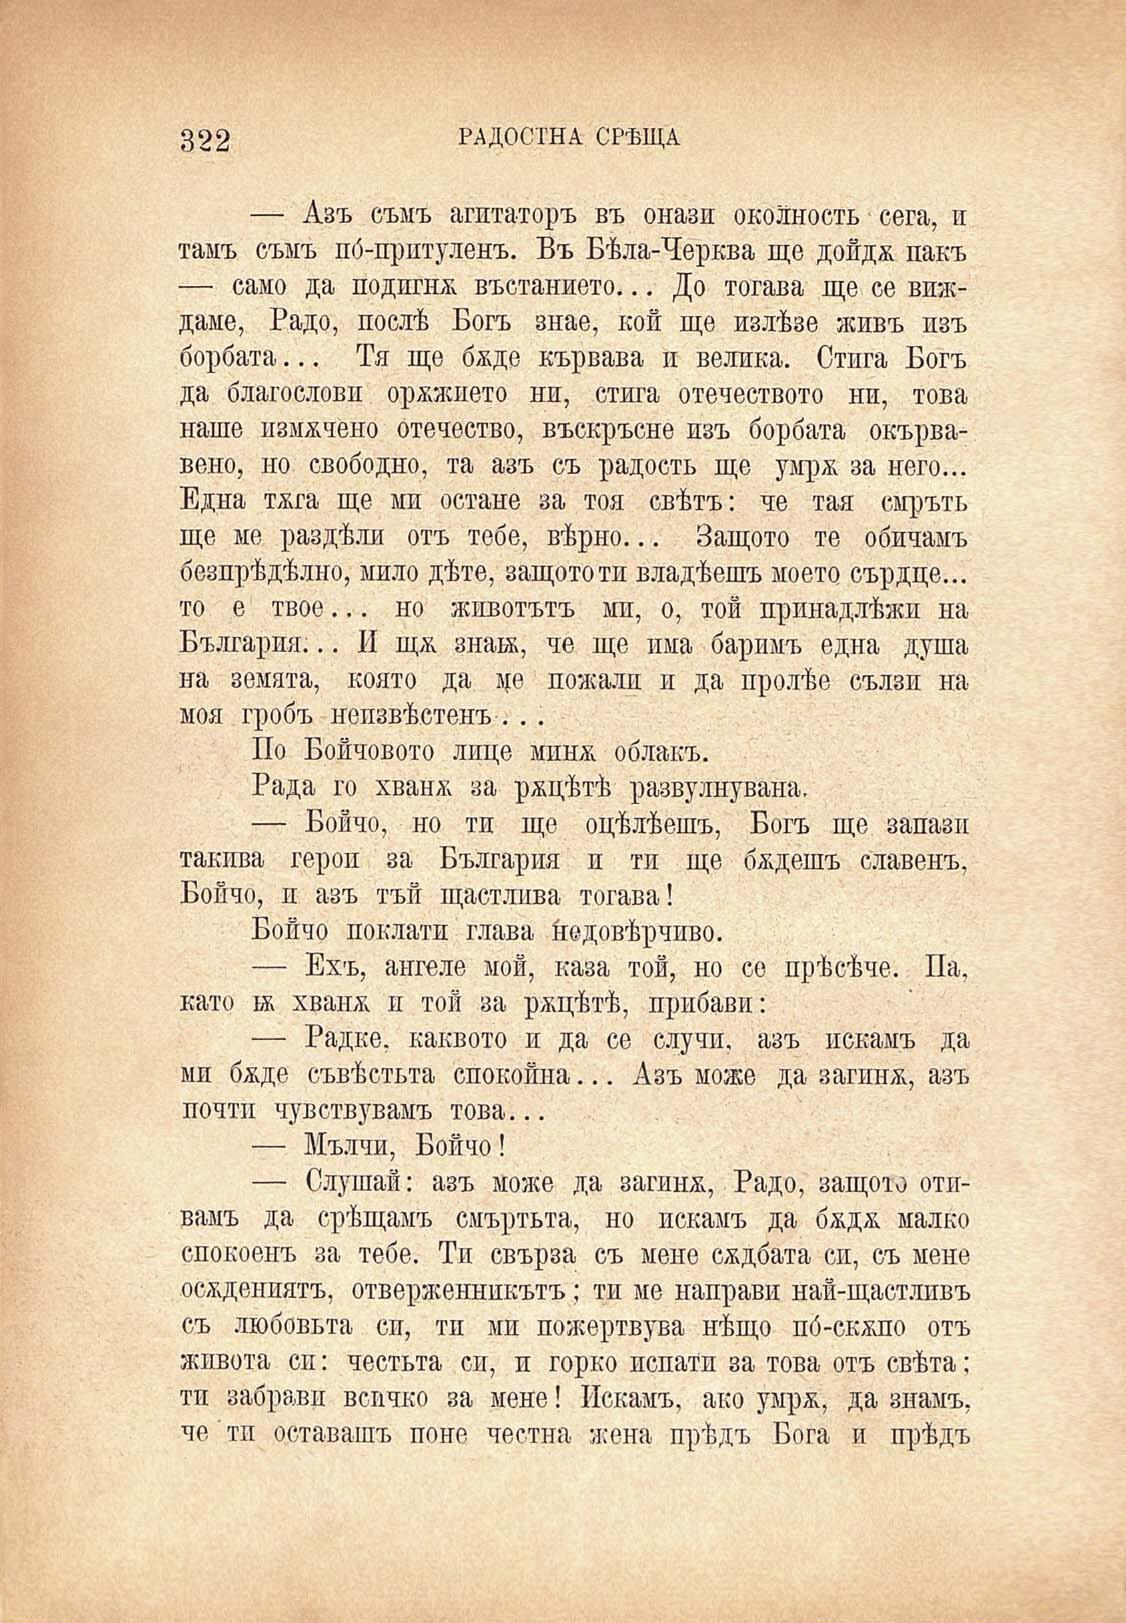 322
РАДОСТНА СРѢЩА
— Азъ съмъ агитаторъ въ онази околность сега, и
тамъ съмъ по́-притуленъ. Въ Бѣла-Черква ще дойдѫ пакъ
— само да подигнѫ въстанието... До тогава ще се виж-
даме, Радо, послѣ Богъ знае, кой ще излѣзе живъ изъ
борбата... Тя ще бѫде кървава и велика. Стига Богъ
да благослови орѫжието ни, стига отечеството ни, това
наше измѫчено отечество, въскръсне изъ борбата окърва-
вено, но свободно, та азъ съ радость ще умрѫ за него...
Една тѫга ще ми остане за тоя свѣтъ: че тая смръть
ще ме раздѣли отъ тебе, вѣрно... Защото те обичамъ
безпрѣдѣлно, мило дѣте, защото ти владѣешъ моето сърдце...
то е твое... но животътъ ми, о, той принадлѣжи на
България... И щѫ знаѭ, че ще има баримъ една душа
на земята, която да ме пожали и да пролѣе сълзи на
моя гробъ неизвѣстенъ...
По Бойчовото лице минѫ облакъ.
Рада го хванѫ за рѫцѣтѣ развулнувана.
— Бойчо, но ти ще оцѣлѣешъ, Богъ ще запази
такива герои за България и ти ще бѫдешъ славенъ,
Бойчо, и азъ тъй щастлива тогава!
Бойчо поклати глава недовѣрчиво.
— Ехъ, ангеле мой, каза той, но се прѣсѣче. Па,
като ѭ хванѫ и той за рѫцѣтѣ, прибави:
— Радке, каквото и да се случи, азъ искамъ да
ми бѫде съвѣстьта спокойна... Азъ може да загинѫ, азъ
почти чувствувамъ това...
— Мълчи, Бойчо!
— Слушай: азъ може да загинѫ, Радо, защото оти-
вамъ да срѣщамъ смъртьта, но искамъ да бѫдѫ малко
спокоенъ за тебе. Ти свърза съ мене сѫдбата си, съ мене
осѫдениятъ, отверженникътъ; ти ме направи най-щастливъ
съ любовьта си, ти ми пожертвува нѣщо по́-скѫпо отъ
живота си: честьта си, и горко испати за това отъ свѣта;
ти забрави всичко за мене! Искамъ, ако умрѫ, да знамъ,
че ти оставашъ поне честна жена прѣдъ Бога и прѣдъ